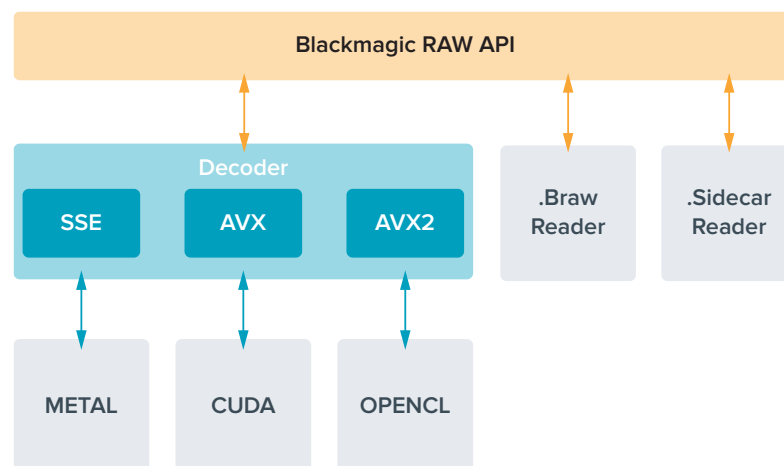 Blackmagic RAW API
Decoder
SSE
AVX
AVX2
.Braw
Reader
.Sidecar
Reader
METAL
CUDA
OPENCL